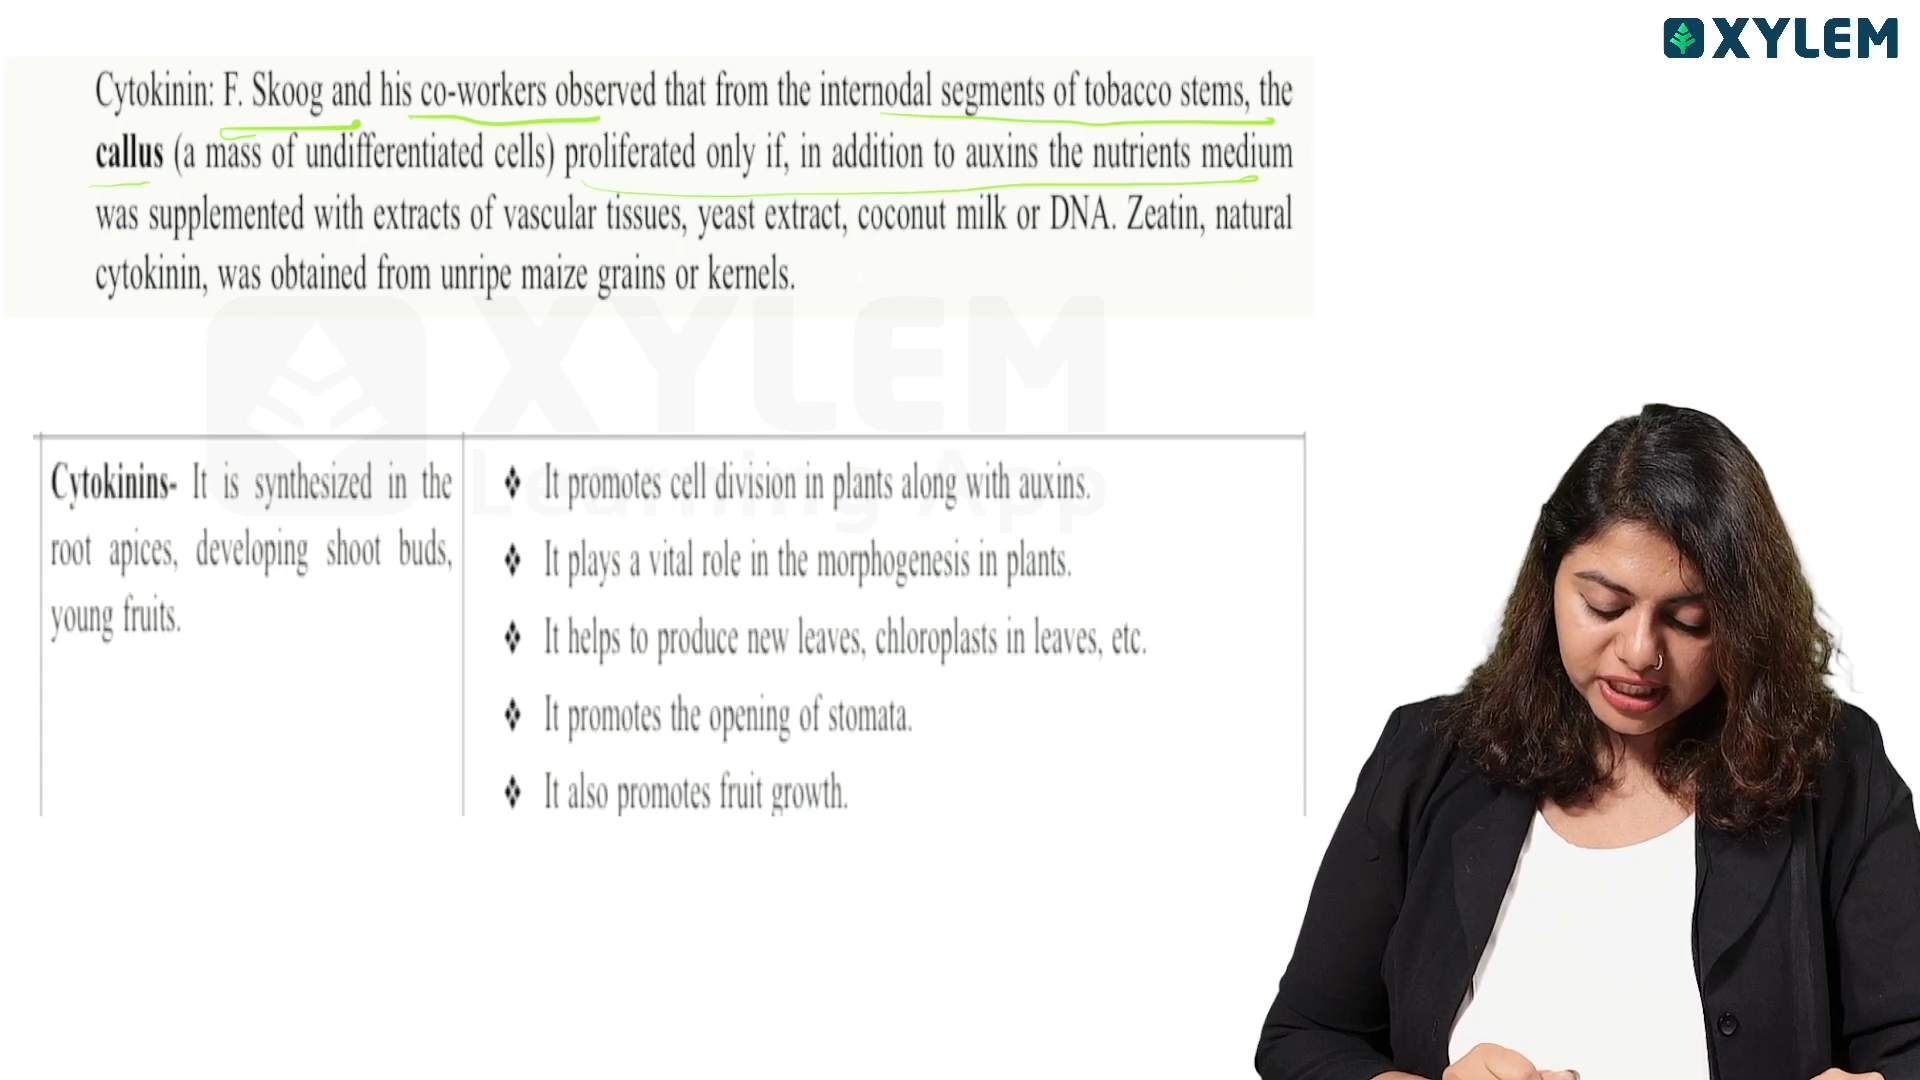 XYLEM
Cytokinin: F. Skoog and his co-workers observed that from the internodal segments of tobacco stems, the
callus (a mass of undifferentiated cells) proliferated only if, in addition to auxins the nutrients medium
was supplemented with extracts of vascular tissues, yeast extract, coconut milk or DNA. Zeatin, natural
cytokinin, was obtained from unripe maize grains or kernels.
XYLEM
Learning App
Cytokinins- It is synthesized in the
root apices, developing shoot buds,
young fruits.
❖ It promotes cell division in plants along with auxins.
❖ It plays a vital role in the morphogenesis in plants.
❖ It helps to produce new leaves, chloroplasts in leaves, etc.
❖ It promotes the opening of stomata.
❖ It also promotes fruit growth.